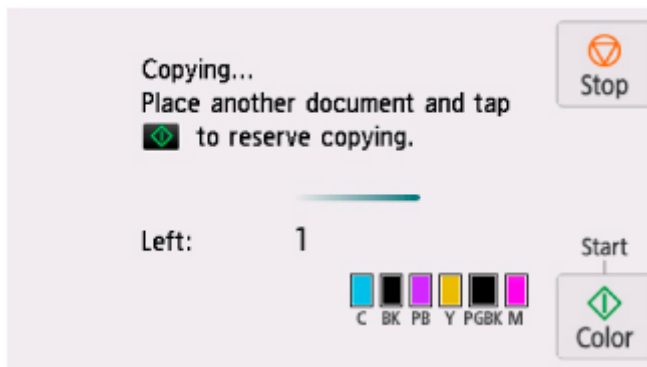 Copying...
Place another document and tap
to reserve copying.
Left: 1
C BK PB Y PGBK M
Stop
Start
Color